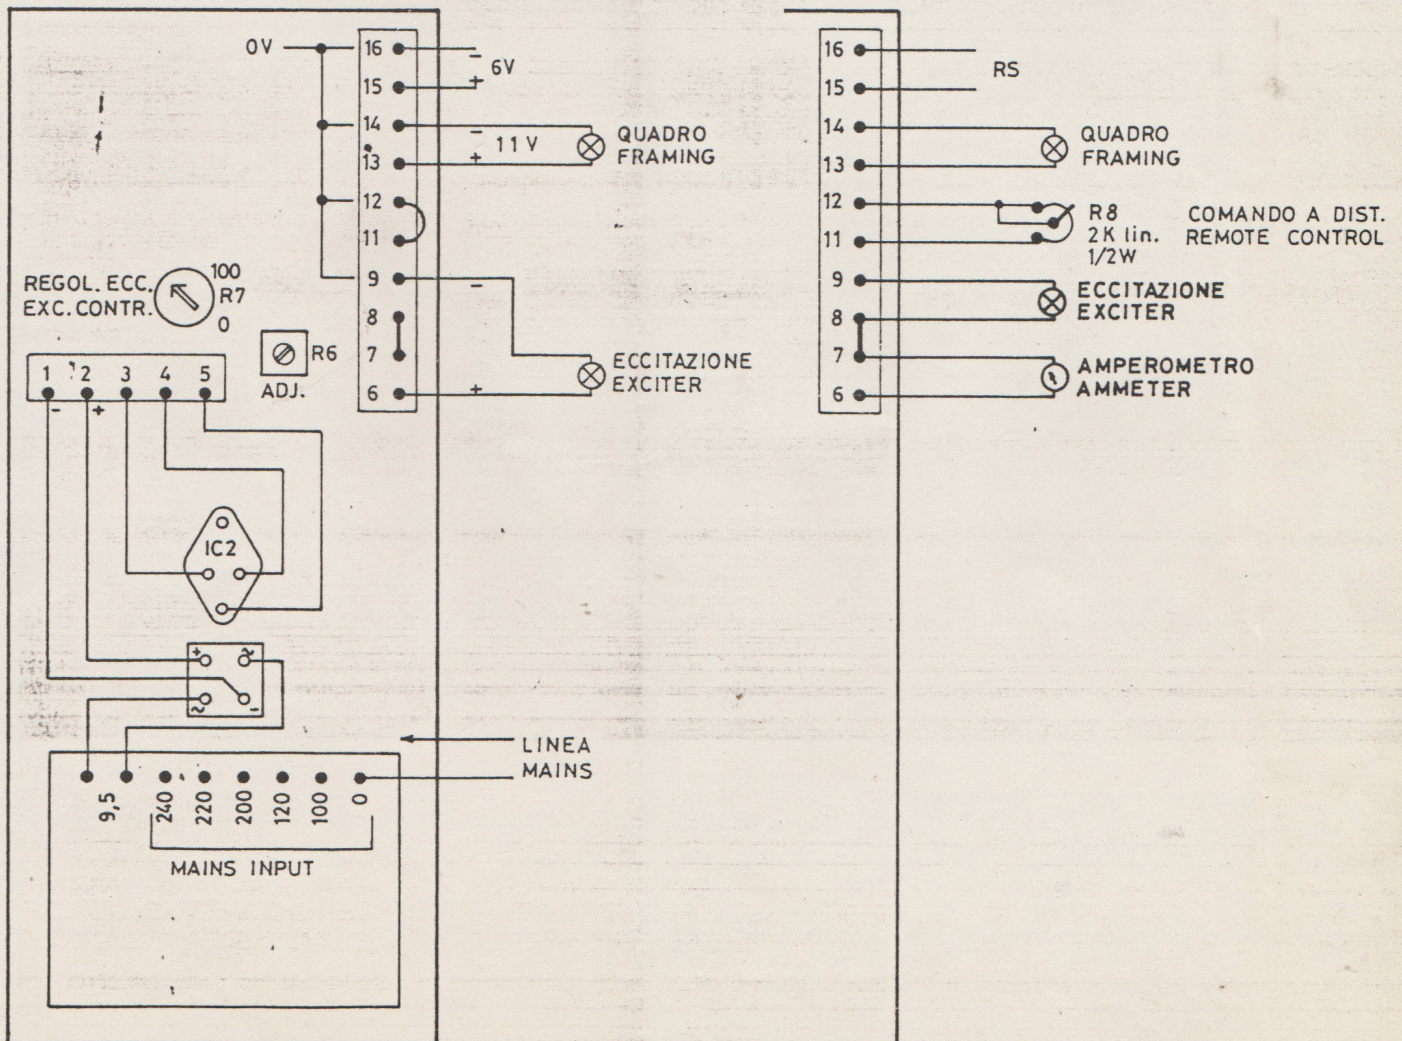 0V
16
-
6V
15
+
14
-
11 V
QUADRO
FRAMING
13
+
12
11
REGOL. ECC.
EXC. CONTR.
100
R7
0
9
-
8
7
R6
ADJ.
6
+
ECCITAZIONE
EXCITER
1 2 3 4 5
- +
IC2
+ ~
~ -
LINEA
MAINS
9,5 240 220 200 120 100 0
MAINS INPUT
16
RS
15
14
QUADRO
FRAMING
13
12
R8
2K lin.
1/2W
COMANDO A DIST.
REMOTE CONTROL
11
9
ECCITAZIONE
EXCITER
8
7
AMPEROMETRO
AMMETER
6